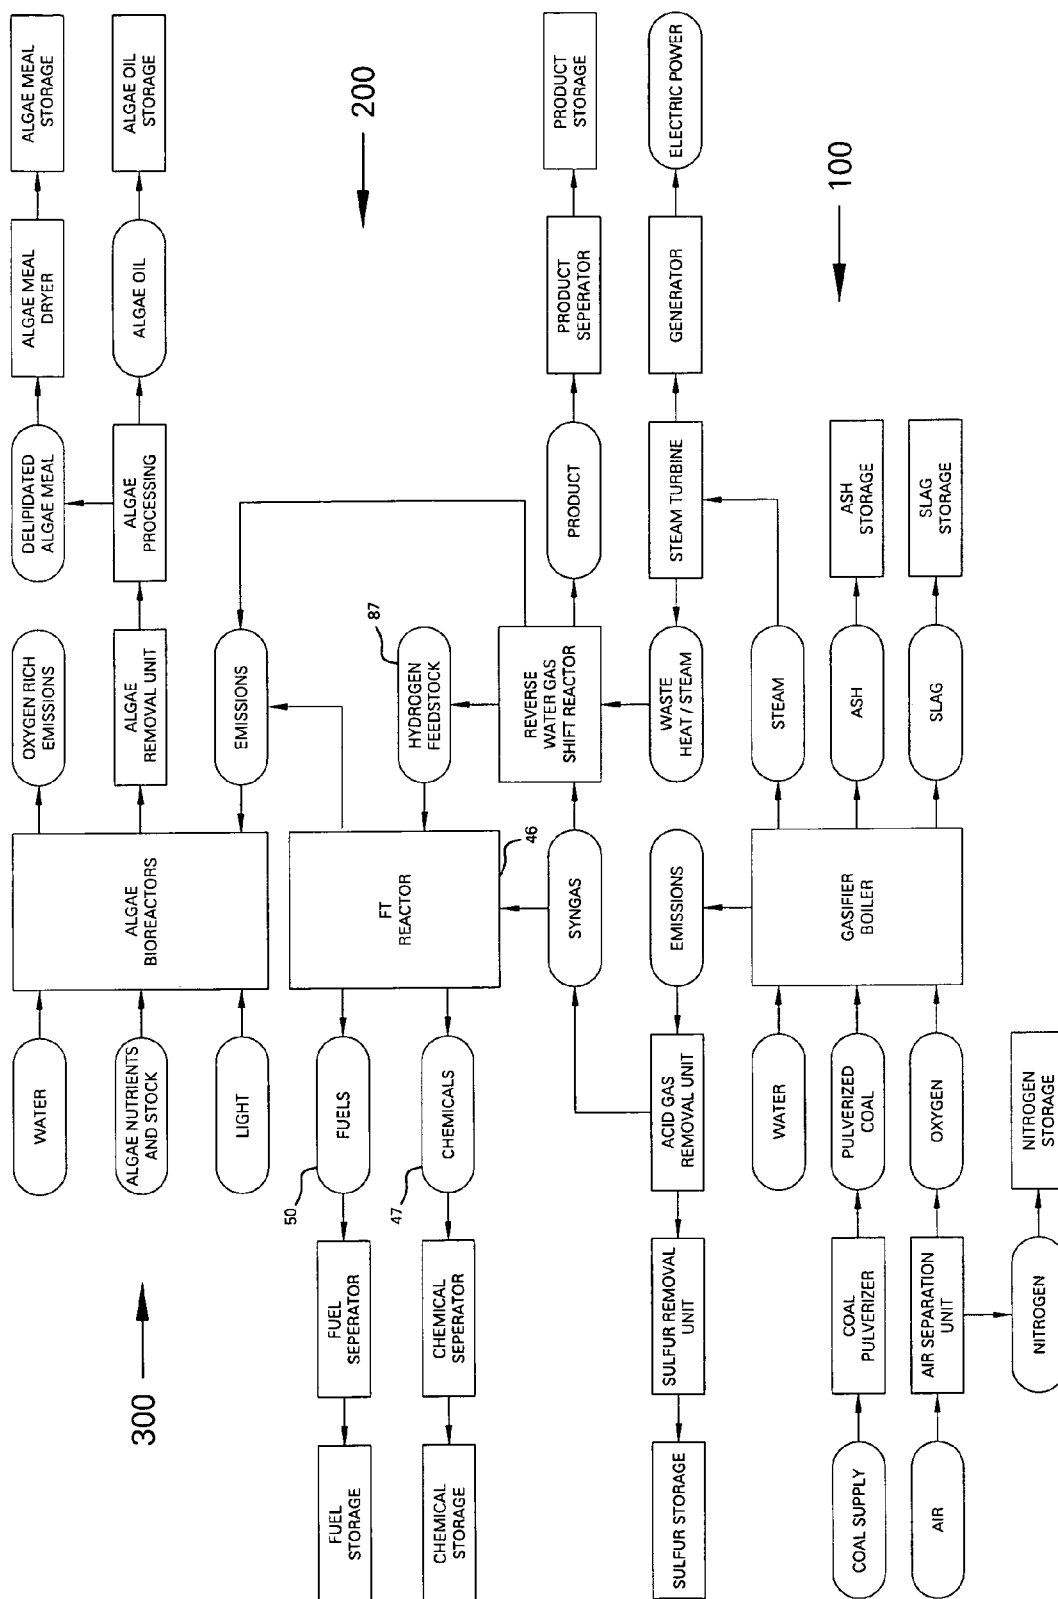 300
WATER
ALGAE NUTRIENTS
AND STOCK
LIGHT
ALGAE
BIOREACTORS
OXYGEN RICH
EMISSIONS
ALGAE
REMOVAL UNIT
EMISSIONS
DELIPIDATED
ALGAE MEAL
ALGAE
PROCESSING
ALGAE MEAL
DRYER
ALGAE OIL
ALGAE MEAL
STORAGE
ALGAE OIL
STORAGE
200
FUEL
STORAGE
FUEL
SEPERATOR
50
FUELS
CHEMICAL
STORAGE
CHEMICAL
SEPERATOR
47
CHEMICALS
FT
REACTOR
46
HYDROGEN
FEEDSTOCK
87
SYNGAS
REVERSE
WATER GAS
SHIFT REACTOR
PRODUCT
PRODUCT
SEPERATOR
PRODUCT
STORAGE
SULFUR STORAGE
SULFUR REMOVAL
UNIT
ACID GAS
REMOVAL UNIT
EMISSIONS
WASTE
HEAT / STEAM
STEAM TURBINE
GENERATOR
ELECTRIC POWER
100
WATER
COAL SUPPLY
COAL
PULVERIZER
PULVERIZED
COAL
AIR
AIR SEPARATION
UNIT
OXYGEN
NITROGEN
NITROGEN
STORAGE
GASIFIER
BOILER
STEAM
ASH
ASH
STORAGE
SLAG
SLAG
STORAGE